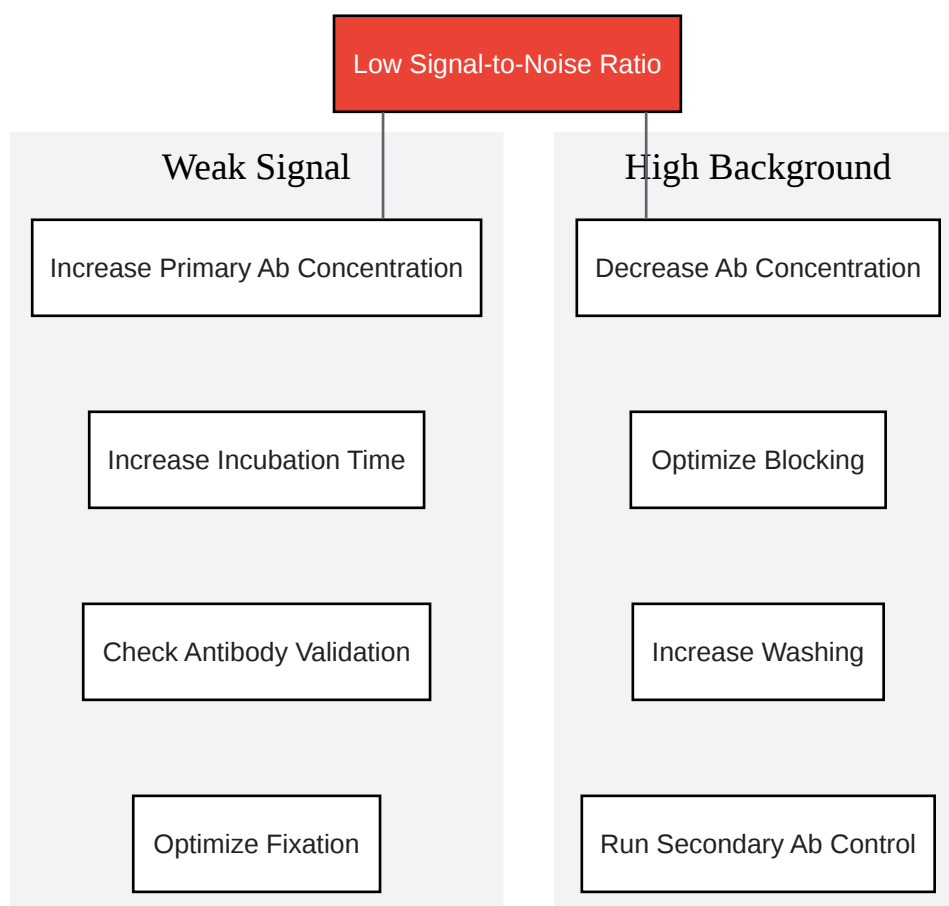 Low Signal-to-Noise Ratio
Weak Signal
Increase Primary Ab Concentration
Increase Incubation Time
Check Antibody Validation
Optimize Fixation
High Background
Decrease Ab Concentration
Optimize Blocking
Increase Washing
Run Secondary Ab Control